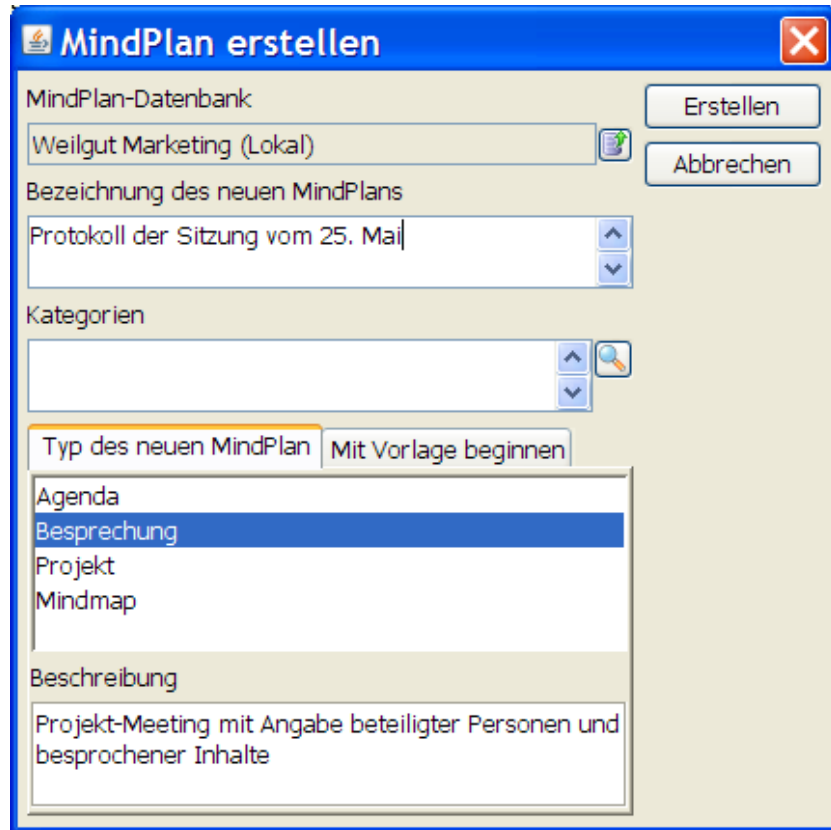 MindPlan erstellen
MindPlan-Datenbank
Erstellen
Weilgut Marketing (Lokal)
Abbrechen
Bezeichnung des neuen MindPlans
Protokoll der Sitzung vom 25. Mai
Kategorien
Typ des neuen MindPlan
Mit Vorlage beginnen
Agenda
Besprechung
Projekt
Mindmap
Beschreibung
Projekt-Meeting mit Angabe beteiligter Personen und
besprochener Inhalte